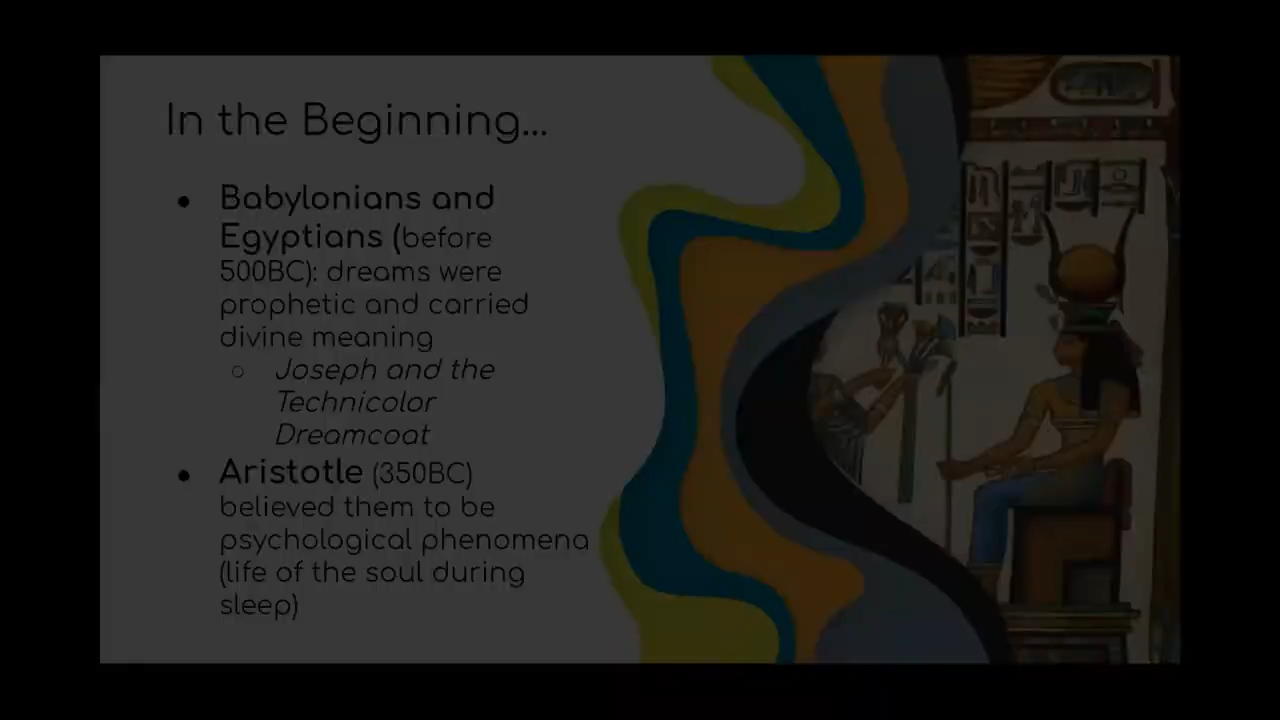 In the Beginning...
● Babylonians and
Egyptians (before
500BC): dreams were
prophetic and carried
divine meaning
○ Joseph and the
Technicolor
Dreamcoat
● Aristotle (350BC)
believed them to be
psychological phenomena
(life of the soul during
sleep)